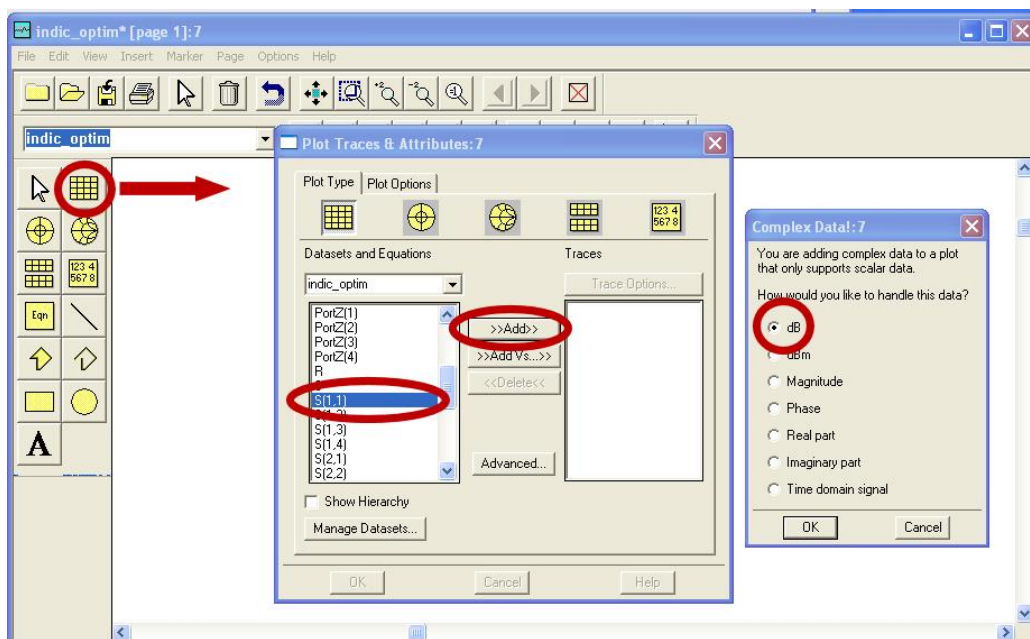 indic_optim* [page 1]:7
File Edit View Insert Marker Page Options Help
indic_optim
123 4
567 8
Eqn
A
Plot Traces & Attributes:7
Plot Type
Plot Options
123 4
567 8
Datasets and Equations
Traces
indic_optim
Trace Options...
PortZ(1)
PortZ(2)
PortZ(3)
PortZ(4)
R
S(1,1)
S(1,3)
S(1,4)
S(2,1)
S(2,2)
>>Add>>
>>Add Vs...>>
<<Delete<<
Advanced...
Show Hierarchy
Manage Datasets...
OK
Cancel
Help
Complex Data!:7
You are adding complex data to a plot
that only supports scalar data.
How would you like to handle this data?
dB
dBm
Magnitude
Phase
Real part
Imaginary part
Time domain signal
OK
Cancel